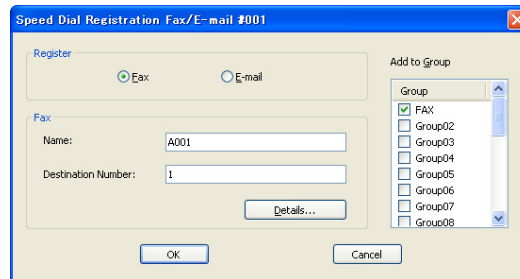 Speed Dial Registration Fax/E-mail #001
Register
Fax
E-mail
Fax
Name:
A001
Destination Number:
1
Details...
Add to Group
Group
FAX
Group02
Group03
Group04
Group05
Group06
Group07
Group08
OK
Cancel